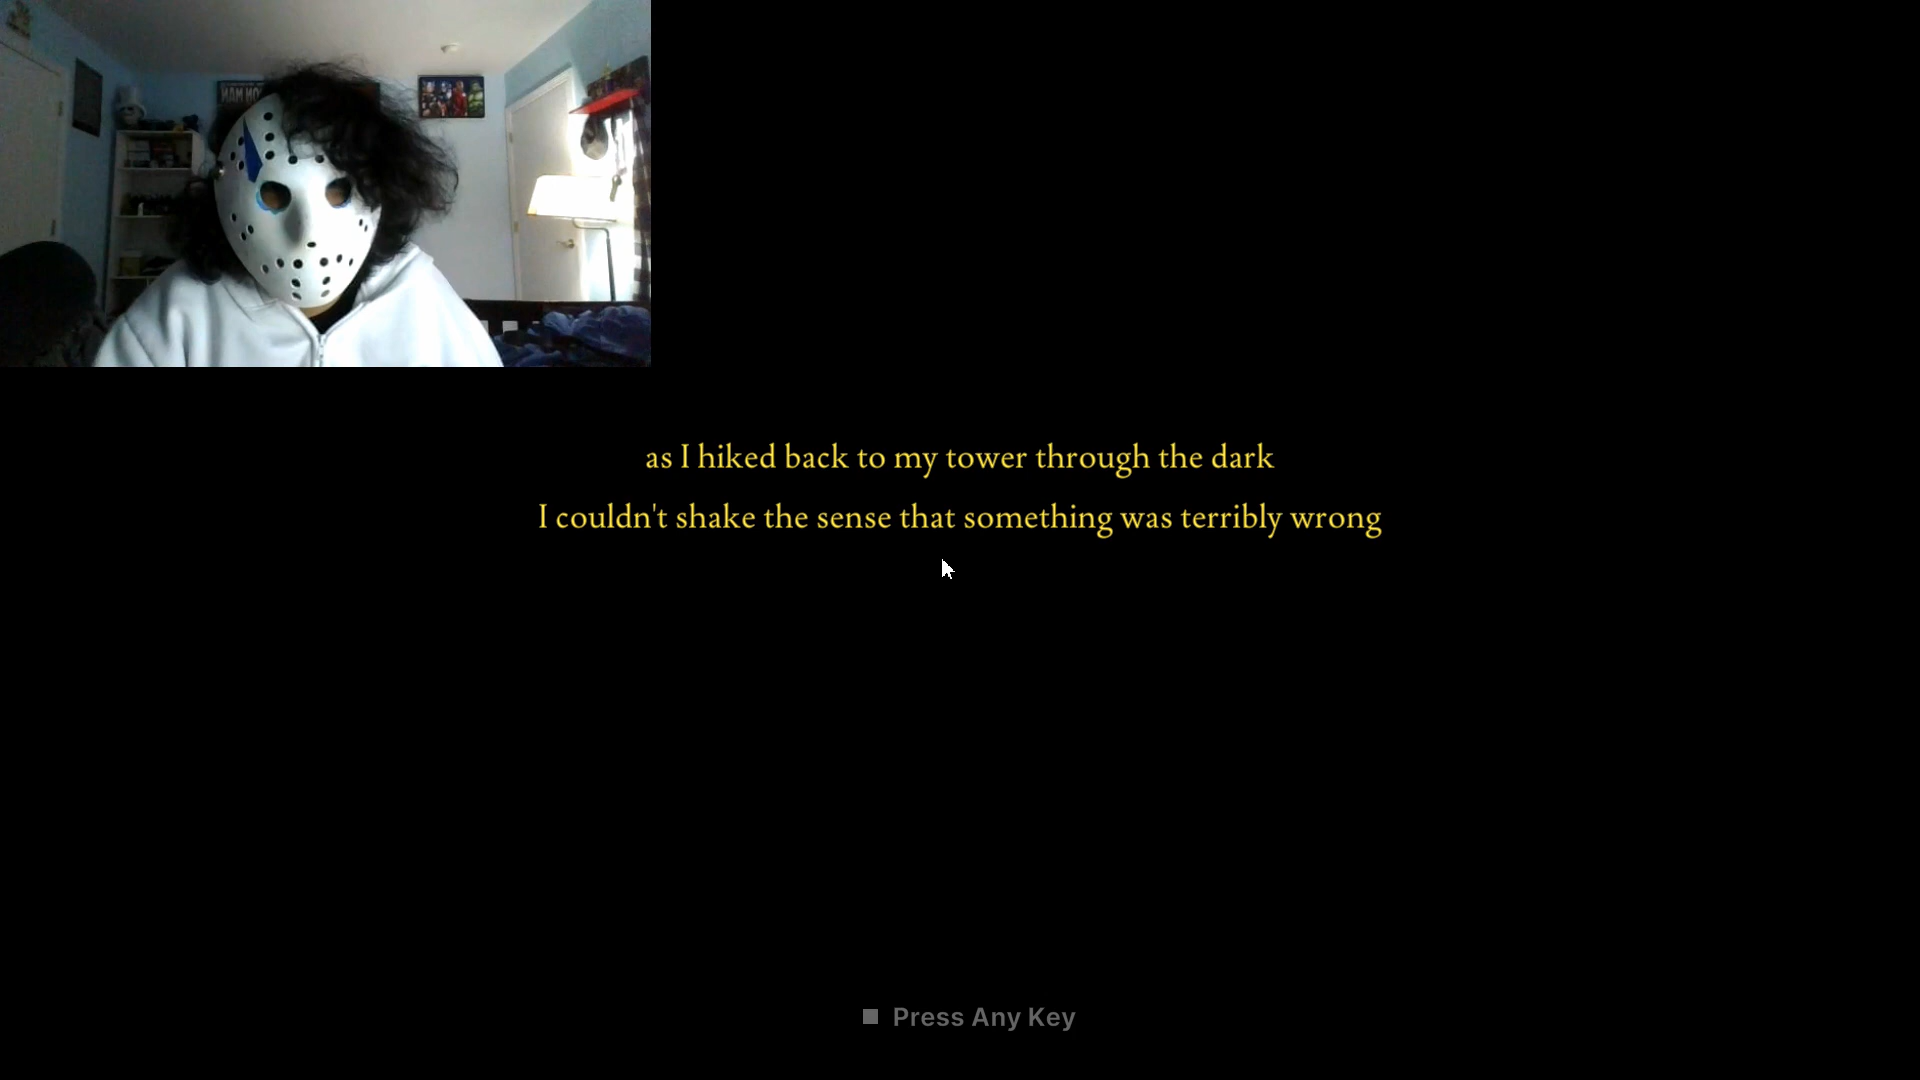 as I hiked back to my tower through the dark
I couldn't shake the sense that something was terribly wrong
Press Any Key